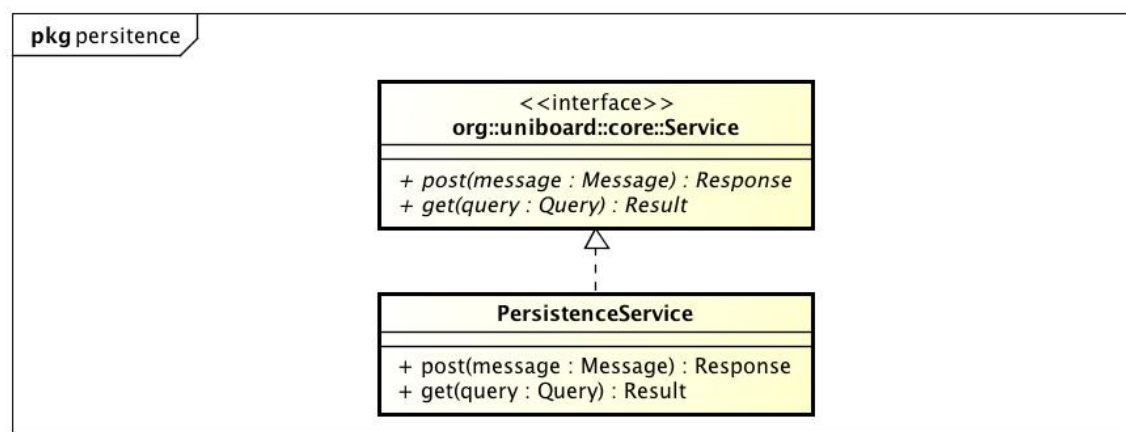 pkg persitence
<<interface>>
org::uniboard::core::Service
+ post(message : Message) : Response
+ get(query : Query) : Result
PersistenceService
+ post(message : Message) : Response
+ get(query : Query) : Result